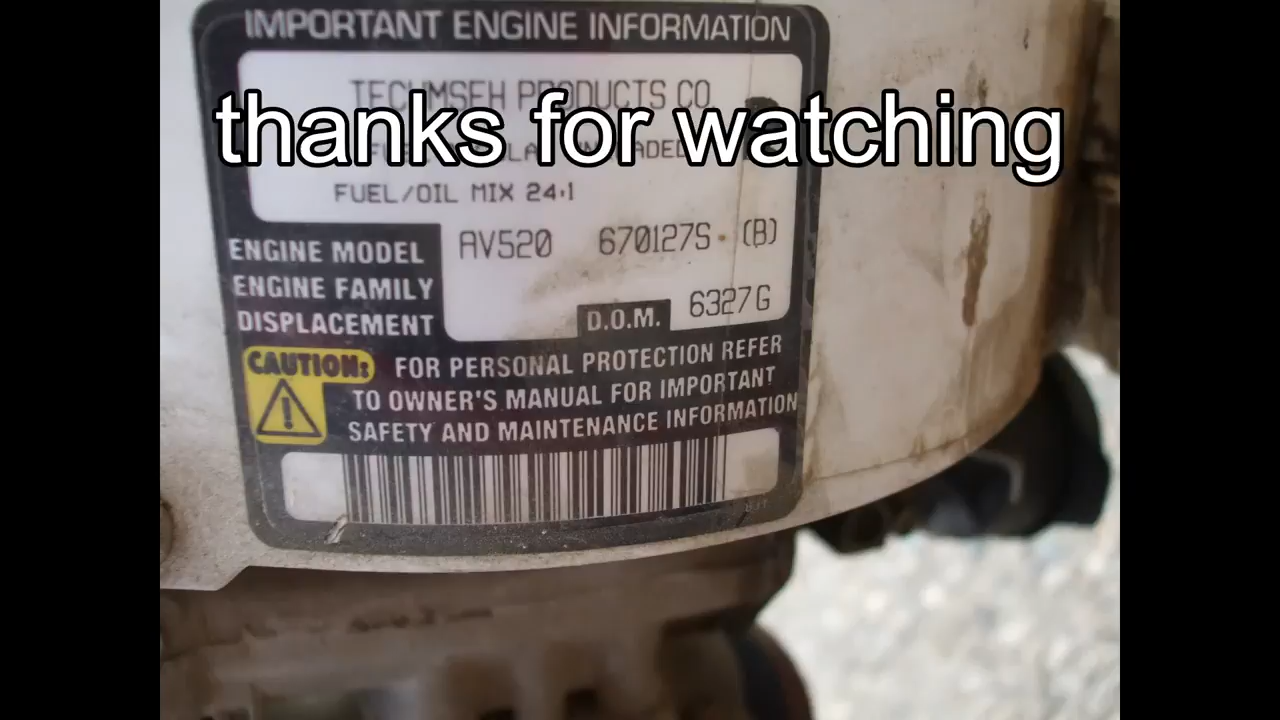 IMPORTANT ENGINE INFORMATION
TECUMSEH PRODUCTS CO
thanks for watching
FUEL/OIL MIX 24:1
ENGINE MODEL AV520 670127S (B)
ENGINE FAMILY
DISPLACEMENT D.O.M. 6327G
CAUTION: FOR PERSONAL PROTECTION REFER
TO OWNER'S MANUAL FOR IMPORTANT
SAFETY AND MAINTENANCE INFORMATION